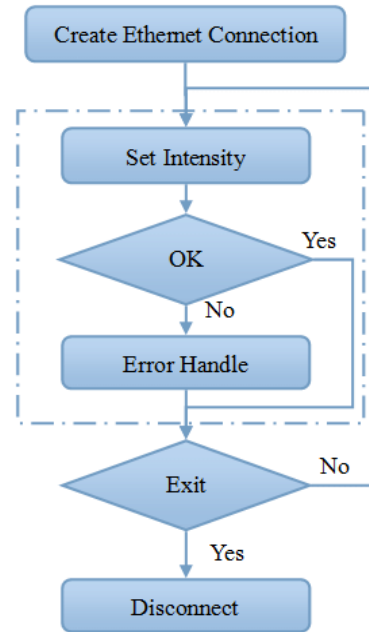 Create Ethernet Connection
Set Intensity
OK
Yes
No
Error Handle
Exit
No
Yes
Disconnect